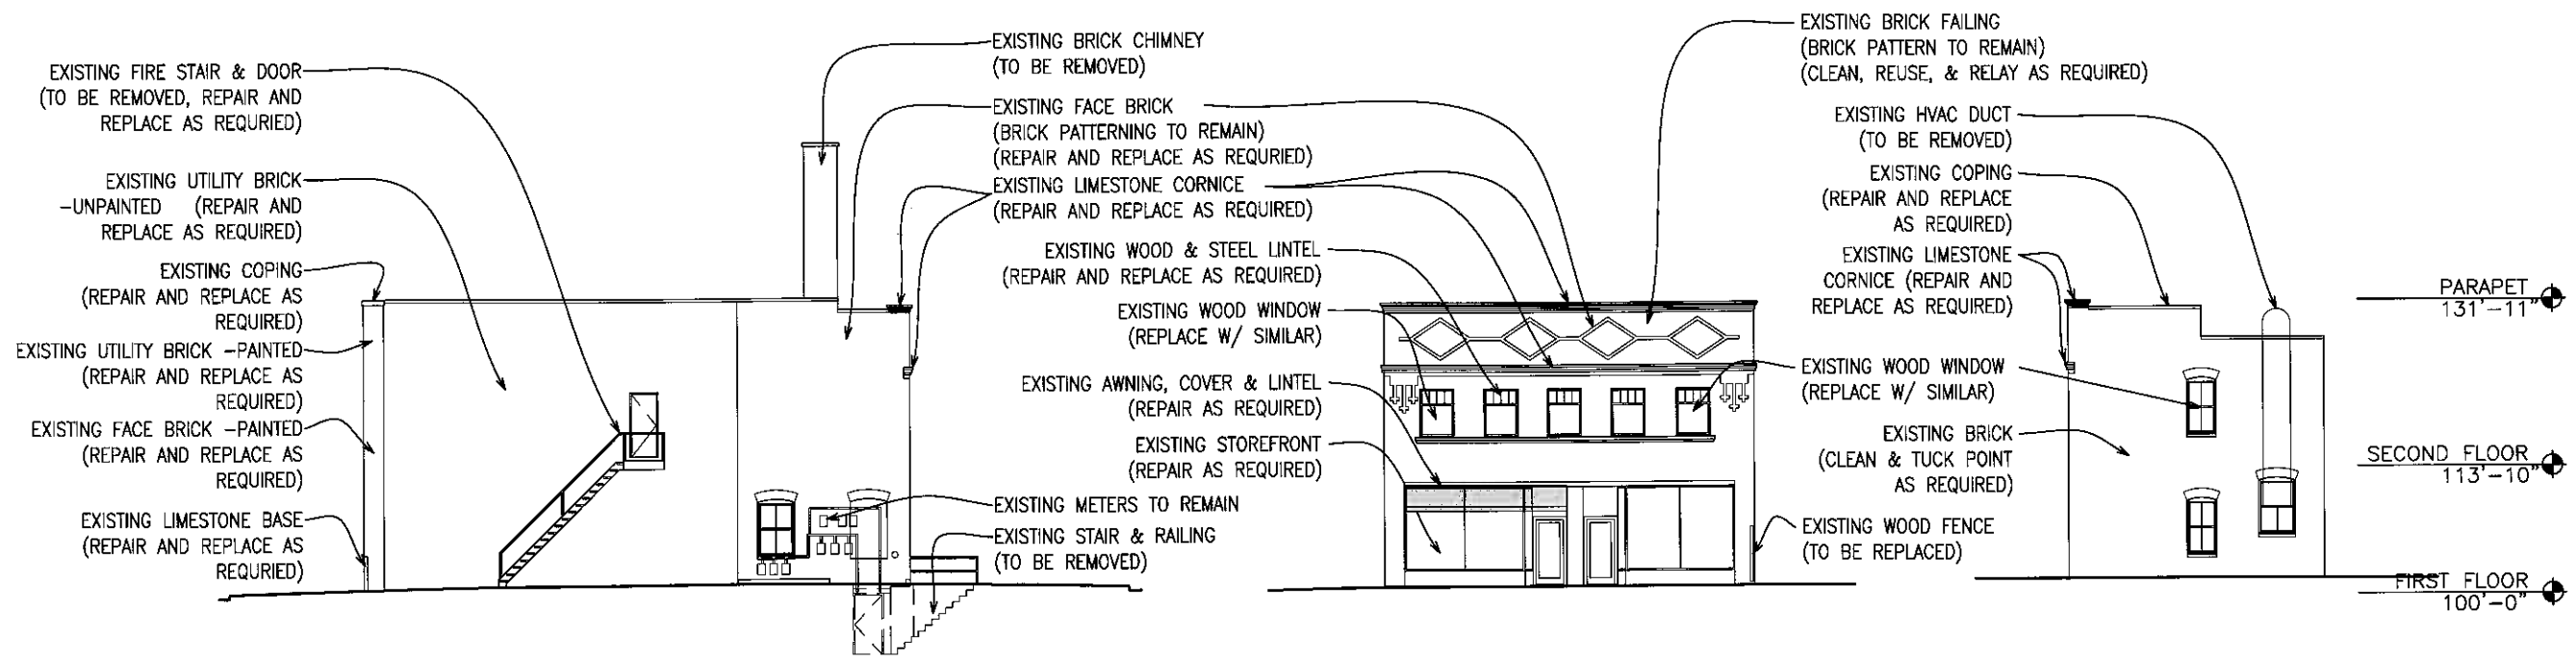 EXISTING FIRE STAIR & DOOR
(TO BE REMOVED, REPAIR AND
REPLACE AS REQURIED)
EXISTING UTILITY BRICK
-UNPAINTED (REPAIR AND
REPLACE AS REQUIRED)
EXISTING COPING
(REPAIR AND REPLACE AS
REQUIRED)
EXISTING UTILITY BRICK -PAINTED
(REPAIR AND REPLACE AS
REQUIRED)
EXISTING FACE BRICK -PAINTED
(REPAIR AND REPLACE AS
REQUIRED)
EXISTING LIMESTONE BASE
(REPAIR AND REPLACE AS
REQURIED)
EXISTING BRICK CHIMNEY
(TO BE REMOVED)
EXISTING FACE BRICK
(BRICK PATTERNING TO REMAIN)
(REPAIR AND REPLACE AS REQURIED)
EXISTING LIMESTONE CORNICE
(REPAIR AND REPLACE AS REQUIRED)
EXISTING WOOD & STEEL LINTEL
(REPAIR AND REPLACE AS REQUIRED)
EXISTING WOOD WINDOW
(REPLACE W/ SIMILAR)
EXISTING AWNING, COVER & LINTEL
(REPAIR AS REQUIRED)
EXISTING STOREFRONT
(REPAIR AS REQUIRED)
EXISTING METERS TO REMAIN
EXISTING STAIR & RAILING
(TO BE REMOVED)
EXISTING BRICK FAILING
(BRICK PATTERN TO REMAIN)
(CLEAN, REUSE, & RELAY AS REQUIRED)
EXISTING HVAC DUCT
(TO BE REMOVED)
EXISTING COPING
(REPAIR AND REPLACE
AS REQUIRED)
EXISTING LIMESTONE
CORNICE (REPAIR AND
REPLACE AS REQUIRED)
EXISTING WOOD WINDOW
(REPLACE W/ SIMILAR)
EXISTING BRICK
(CLEAN & TUCK POINT
AS REQUIRED)
EXISTING WOOD FENCE
(TO BE REPLACED)
PARAPET
131'-11"
SECOND FLOOR
113'-10"
FIRST FLOOR
100'-0"